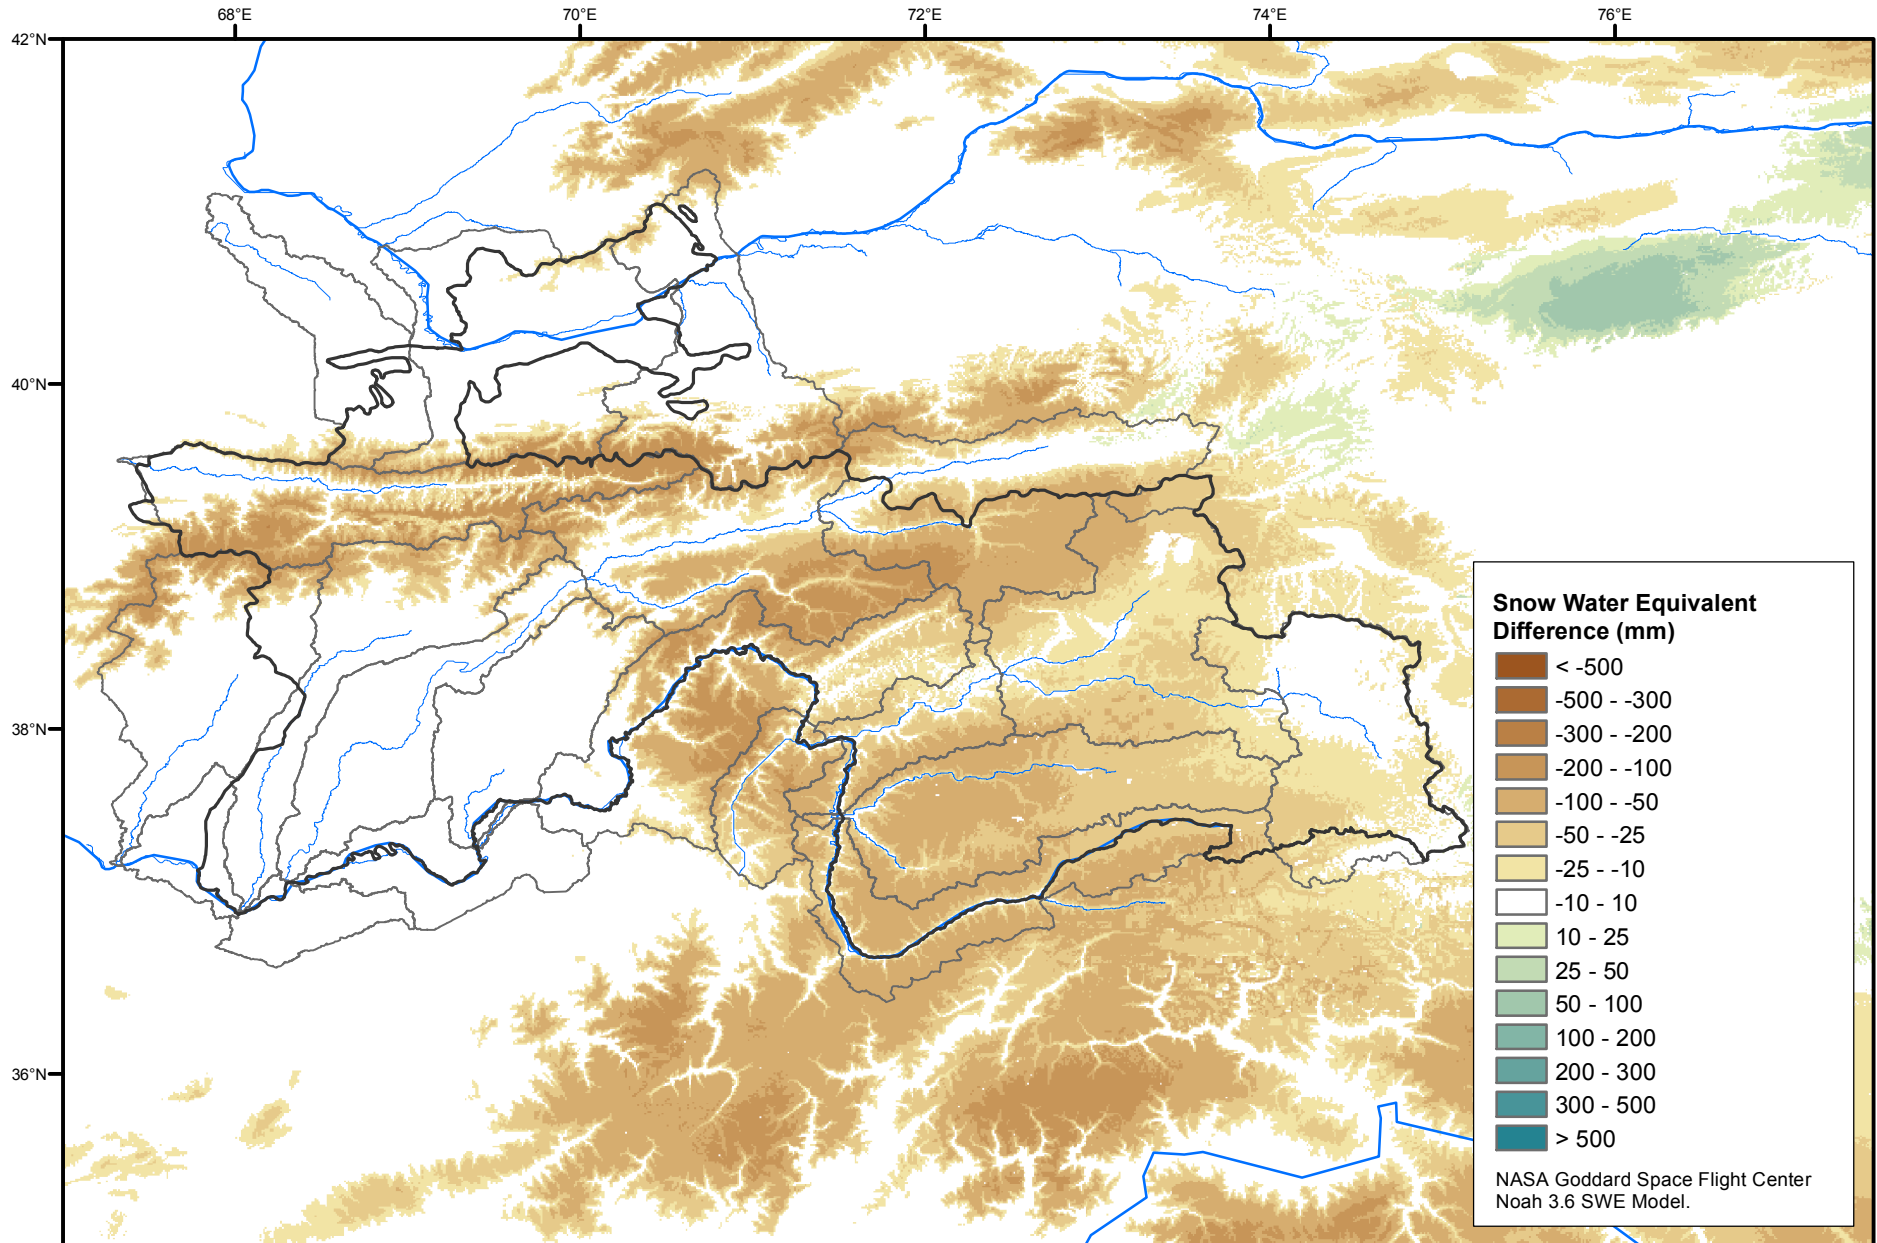 68°E 70°E 72°E 74°E 76°E
42°N
40°N
38°N
36°N
Snow Water Equivalent
Difference (mm)
< -500
-500 - -300
-300 - -200
-200 - -100
-100 - -50
-50 - -25
-25 - -10
-10 - 10
10 - 25
25 - 50
50 - 100
100 - 200
200 - 300
300 - 500
> 500
NASA Goddard Space Flight Center
Noah 3.6 SWE Model.